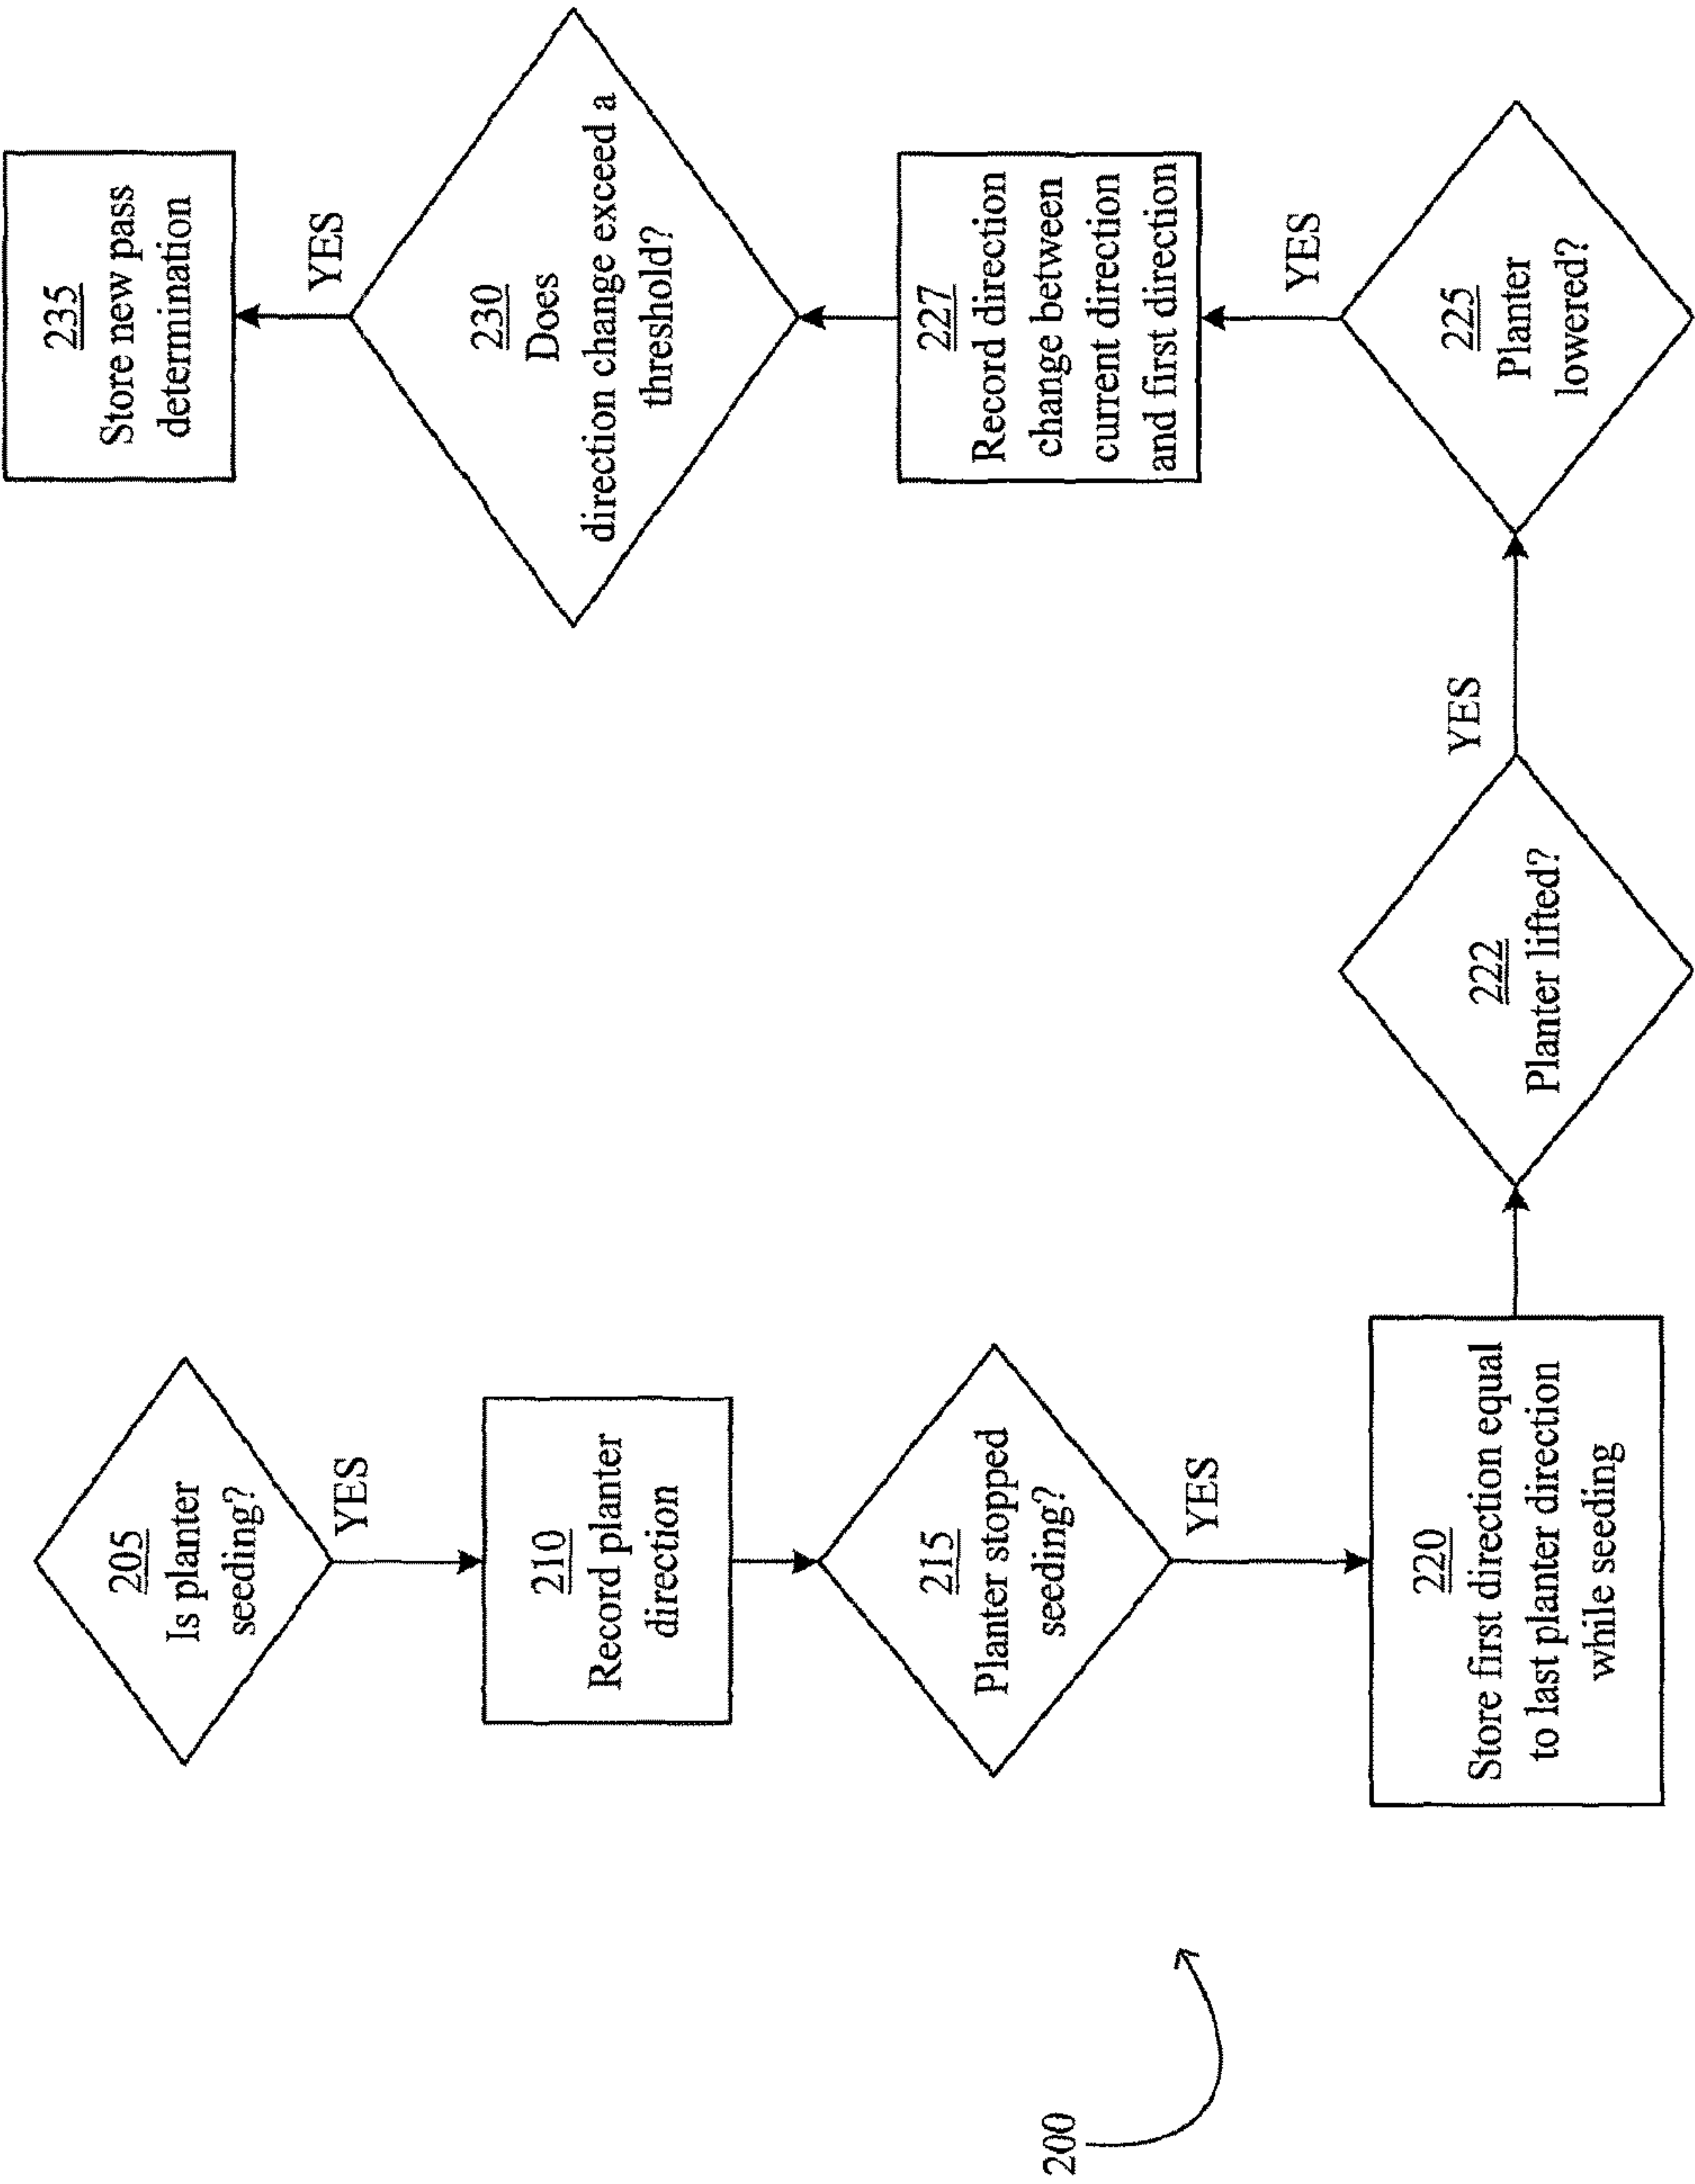 205
Is planter
seeding?
YES
210
Record planter
direction
215
Planter stopped
seeding?
YES
220
Store first direction equal
to last planter direction
while seeding
222
Planter lifted?
YES
225
Planter
lowered?
YES
227
Record direction
change between
current direction
and first direction
230
Does
direction change exceed a
threshold?
YES
235
Store new pass
determination
200